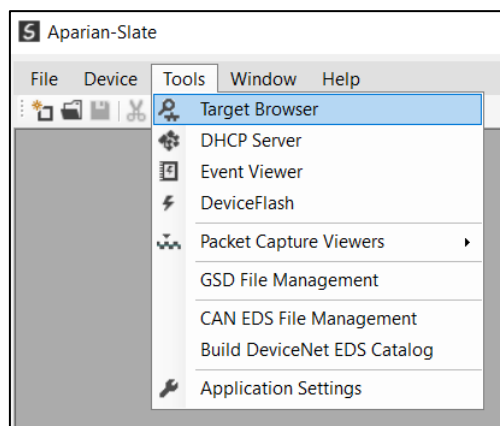 Aparian-Slate
File Device Tools Window Help
Target Browser
DHCP Server
Event Viewer
DeviceFlash
Packet Capture Viewers
GSD File Management
CAN EDS File Management
Build DeviceNet EDS Catalog
Application Settings